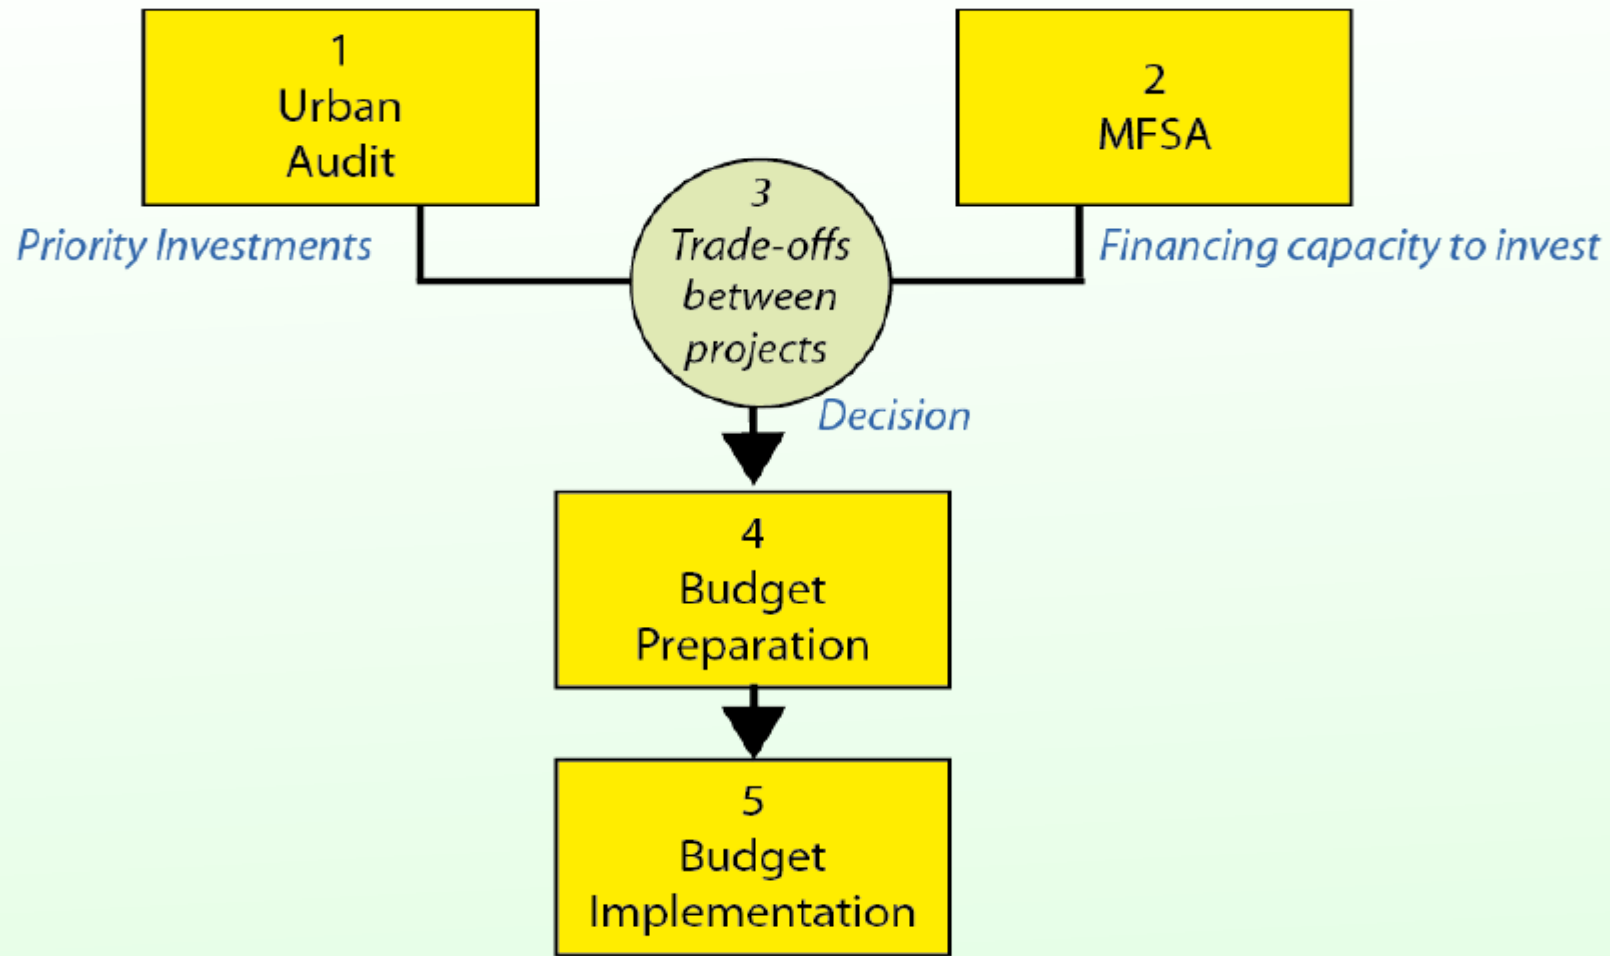 1
Urban
Audit
2
MFSA
Priority Investments
3
Trade-offs
between
projects
Financing capacity to invest
Decision
4
Budget
Preparation
5
Budget
Implementation